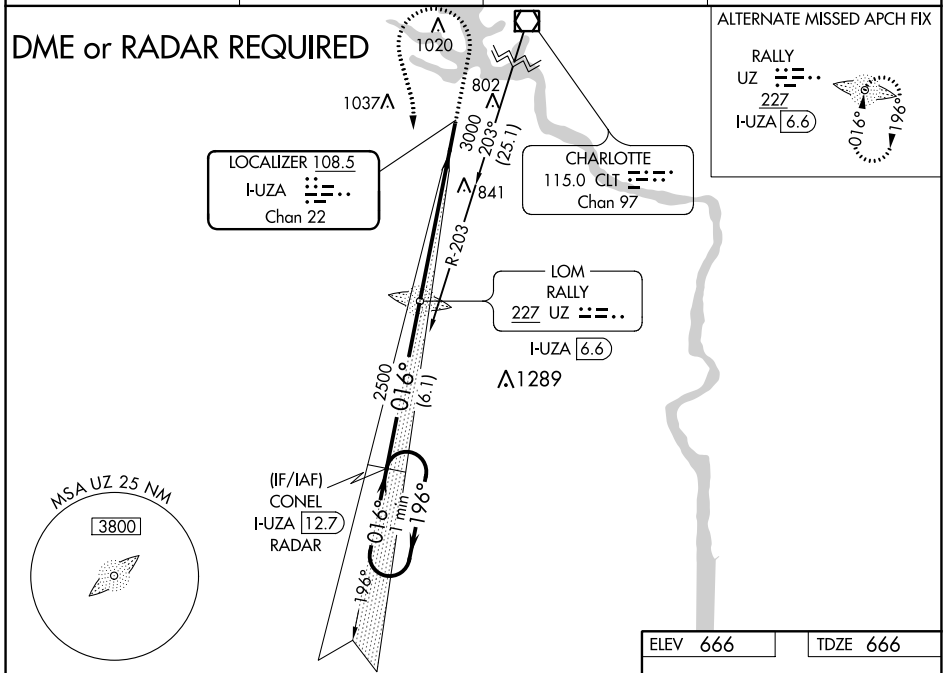 DME or RADAR REQUIRED
1020
1037
802
841
3000
203°
(25.1)
R-203
LOCALIZER 108.5
I-UZA
Chan 22
CHARLOTTE
115.0 CLT
Chan 97
ALTERNATE MISSED APCH FIX
RALLY
UZ
227
I-UZA 6.6
016°
196°
LOM
RALLY
227 UZ
I-UZA 6.6
1289
2500
016°
(6.1)
(IF/IAF)
CONEL
I-UZA 12.7
RADAR
016°
1 min
196°
196°
MSA UZ 25 NM
3800
ELEV 666
TDZE 666